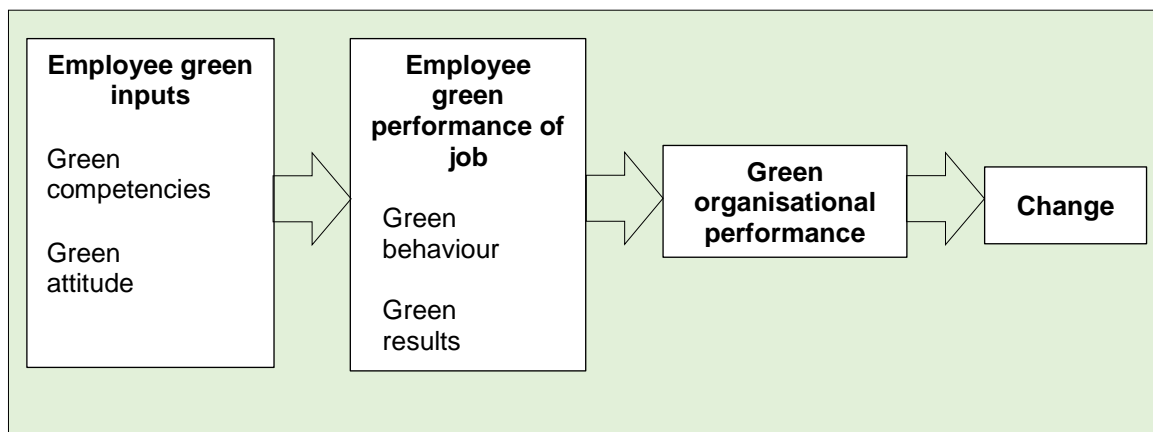 Employee green
inputs
Green
competencies
Green
attitude
Employee
green
performance of
job
Green
behaviour
Green
results
Green
organisational
performance
Change